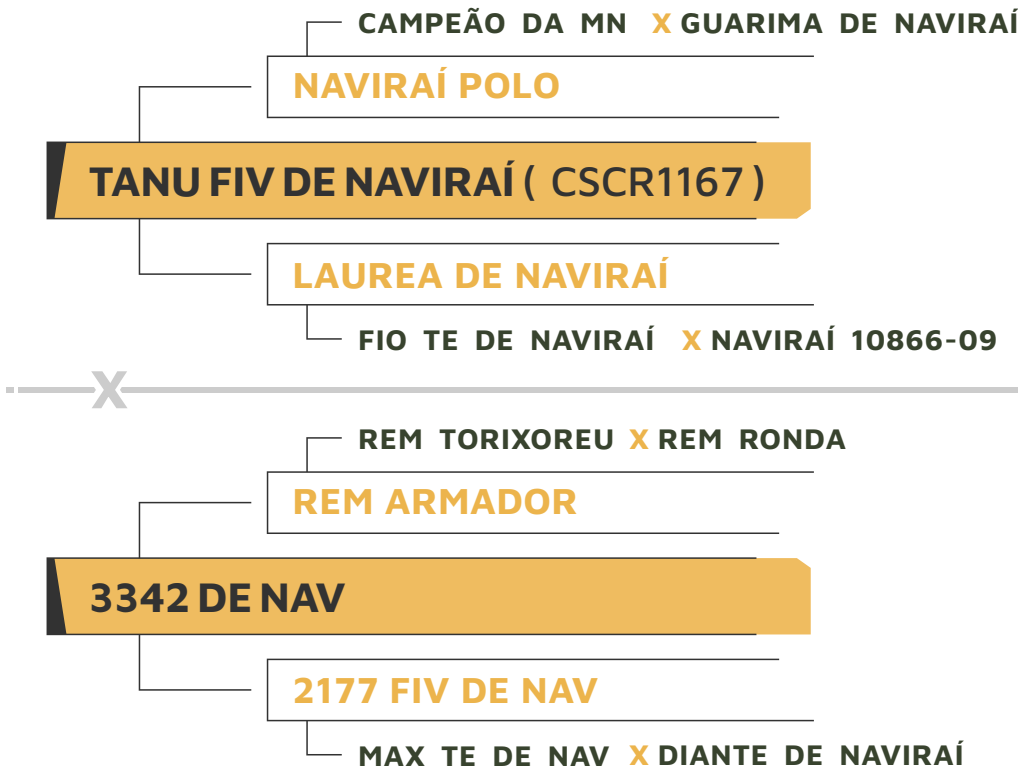 CAMPEÃO DA MN X GUARIMA DE NAVIRAÍ
NAVIRAÍ POLO
TANU FIV DE NAVIRAÍ ( CSCR1167 )
LAUREA DE NAVIRAÍ
FIO TE DE NAVIRAÍ X NAVIRAÍ 10866-09
X
REM TORIXOREU X REM RONDA
REM ARMADOR
3342 DE NAV
2177 FIV DE NAV
MAX TE DE NAV X DIANTE DE NAVIRAÍ